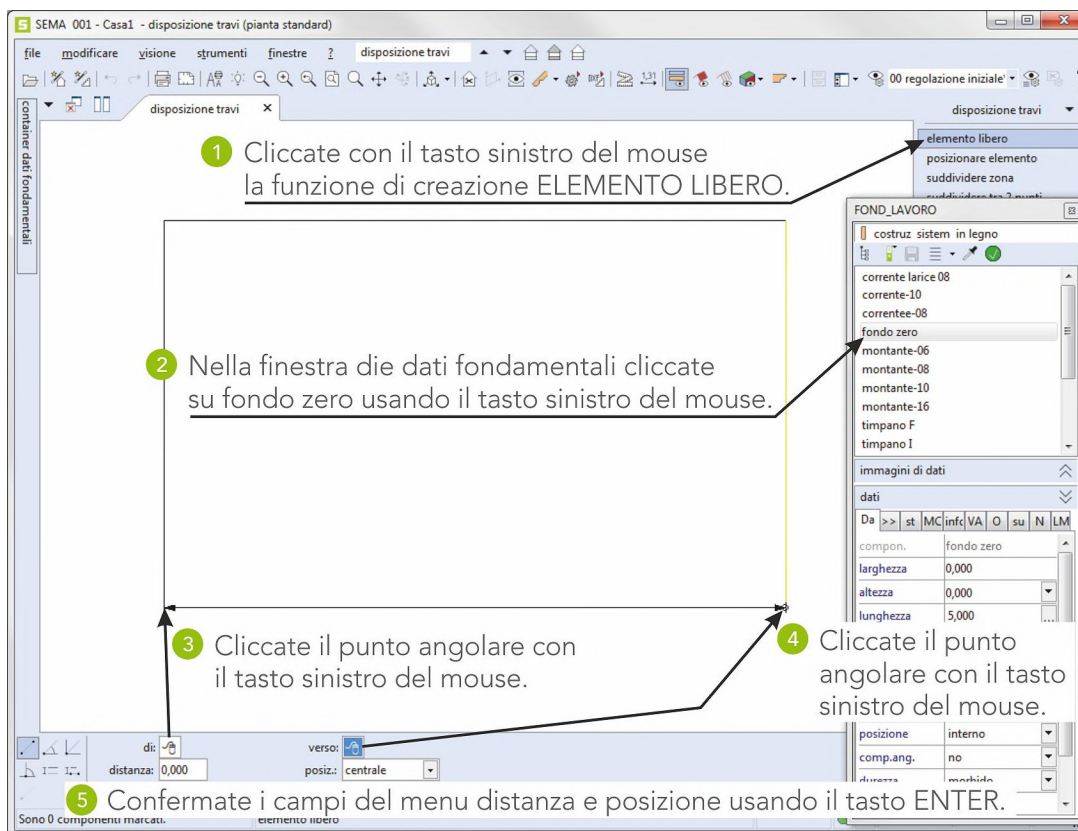 SEMA 001 - Casa1 - disposizione travi (pianta standard)
file modificare visione strumenti finestre ? disposizione travi
00 regolazione iniziale'
container dati fondamentali
disposizione travi
disposizione travi
elemento libero
posizionare elemento
suddividere zona
suddividere tra 2 punti
1 Cliccate con il tasto sinistro del mouse
la funzione di creazione ELEMENTO LIBERO.
FOND_LAVORO
costruz sistem in legno
corrente larice 08
corrente-10
correntee-08
fondo zero
montante-06
montante-08
montante-10
montante-16
timpano F
timpano I
2 Nella finestra die dati fondamentali cliccate
su fondo zero usando il tasto sinistro del mouse.
immagini di dati
dati
Da >> st MC info VA O su N LM
compon. fondo zero
larghezza 0,000
altezza 0,000
lunghezza 5,000
3 Cliccate il punto angolare con
il tasto sinistro del mouse.
4 Cliccate il punto
angolare con il tasto
sinistro del mouse.
posizione interno
comp.ang. no
durezza morbido
di: verso:
distanza: 0,000 posiz.: centrale
5 Confermate i campi del menu distanza e posizione usando il tasto ENTER.
Sono 0 componenti marcati. elemento libero